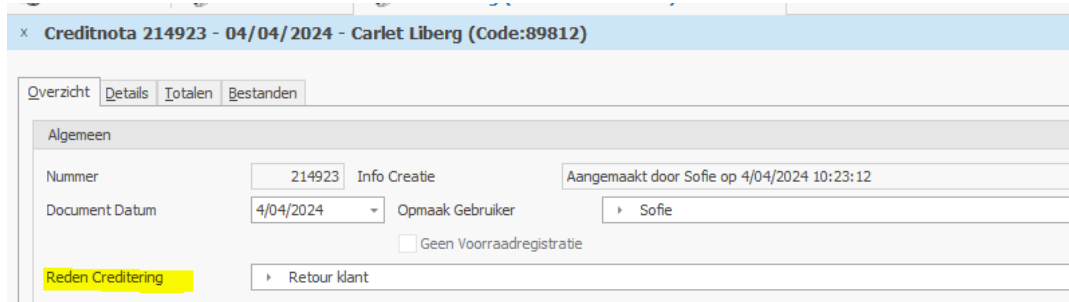 x Creditnota 214923 - 04/04/2024 - Carlet Liberg (Code:89812)
Overzicht Details Totalen Bestanden
Algemeen
Nummer 214923 Info Creatie Aangemaakt door Sofie op 4/04/2024 10:23:12
Document Datum 4/04/2024 Opmaak Gebruiker Sofie
Geen Voorraadregistratie
Reden Creditering Retour klant